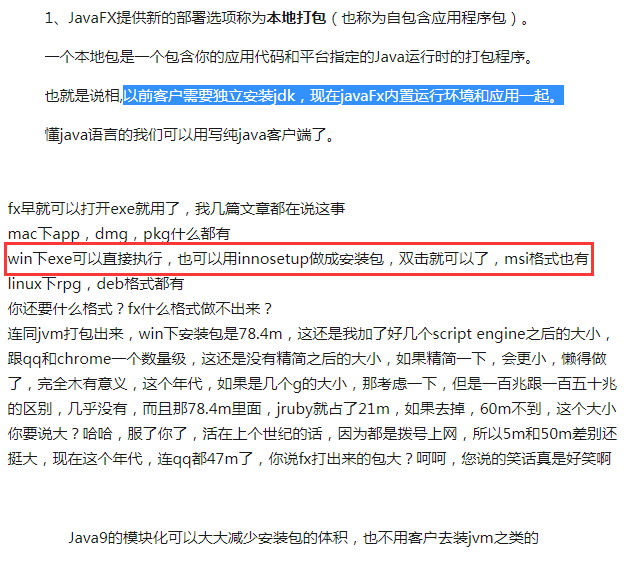 1、JavaFX提供新的部署选项称为本地打包（也称为自包含应用程序包）。
一个本地包是一个包含你的应用代码和平台指定的Java运行时的打包程序。
也就是说相,以前客户需要独立安装jdk，现在javaFx内置运行环境和应用一起。
懂java语言的我们可以用写纯java客户端了。
fx早就可以打开exe就用了，我几篇文章都在说这事
mac下app，dmg，pkg什么都有
win下exe可以直接执行，也可以用innosetup做成安装包，双击就可以了，msi格式也有
linux下rpg，deb格式都有
你还要什么格式？fx什么格式做不出来？
连同jvm打包出来，win下安装包是78.4m，这还是我加了好几个script engine之后的大小，
跟qq和chrome一个数量级，这还是没有精简之后的大小，如果精简一下，会更小，懒得做
了，完全木有意义，这个年代，如果是几个g的大小，那考虑一下，但是一百兆跟一百五十兆
的区别，几乎没有，而且那78.4m里面，jruby就占了21m，如果去掉，60m不到，这个大小
你要说大？哈哈，服了你了，活在上个世纪的话，因为都是拨号上网，所以5m和50m差别还
挺大，现在这个年代，连qq都47m了，你说fx打出来的包大？呵呵，您说的笑话真是好笑啊
Java9的模块化可以大大减少安装包的体积，也不用客户去装jvm之类的